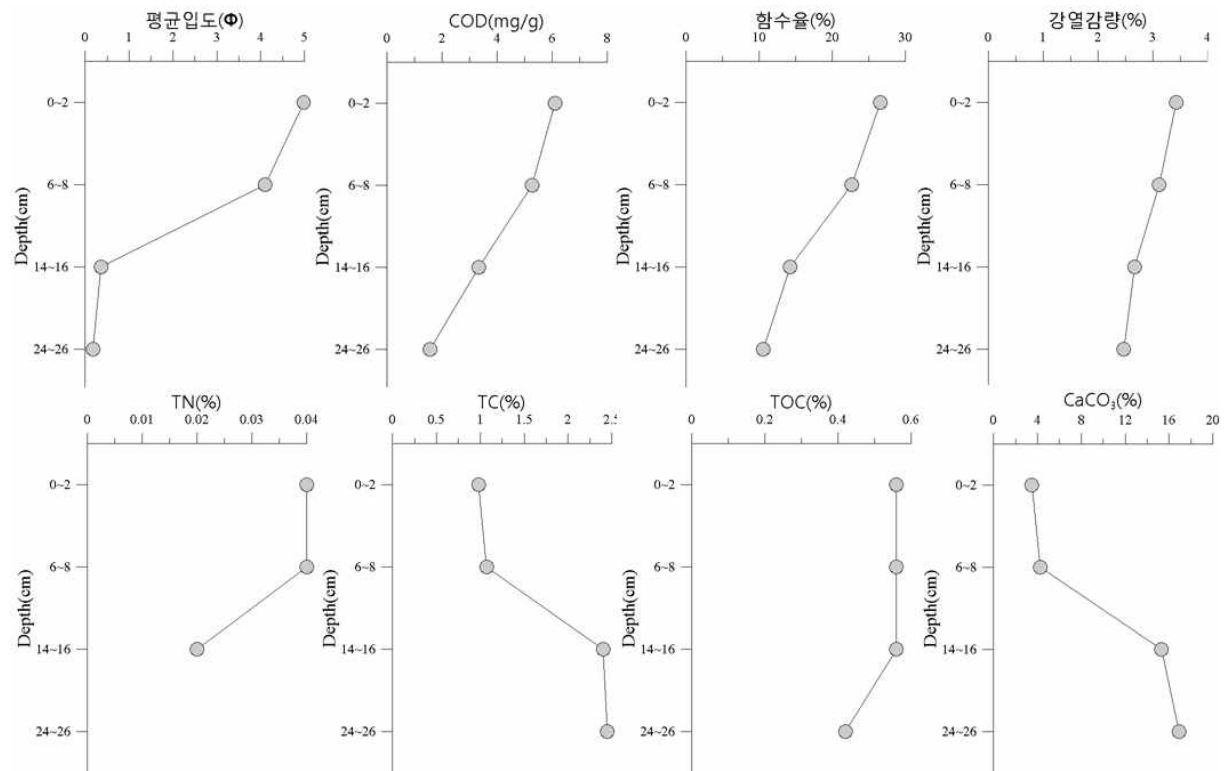 평균입도(Φ)
0 1 2 3 4 5
Depth(cm)
0~2
6~8
14~16
24~26
COD(mg/g)
0 2 4 6 8
Depth(cm)
0~2
6~8
14~16
24~26
함수율(%)
0 10 20 30
Depth(cm)
0~2
6~8
14~16
24~26
강열감량(%)
0 1 2 3 4
Depth(cm)
0~2
6~8
14~16
24~26
TN(%)
0 0.01 0.02 0.03 0.04
Depth(cm)
0~2
6~8
14~16
24~26
TC(%)
0 0.5 1 1.5 2 2.5
Depth(cm)
0~2
6~8
14~16
24~26
TOC(%)
0 0.2 0.4 0.6
Depth(cm)
0~2
6~8
14~16
24~26
CaCO₃(%)
0 4 8 12 16 20
Depth(cm)
0~2
6~8
14~16
24~26